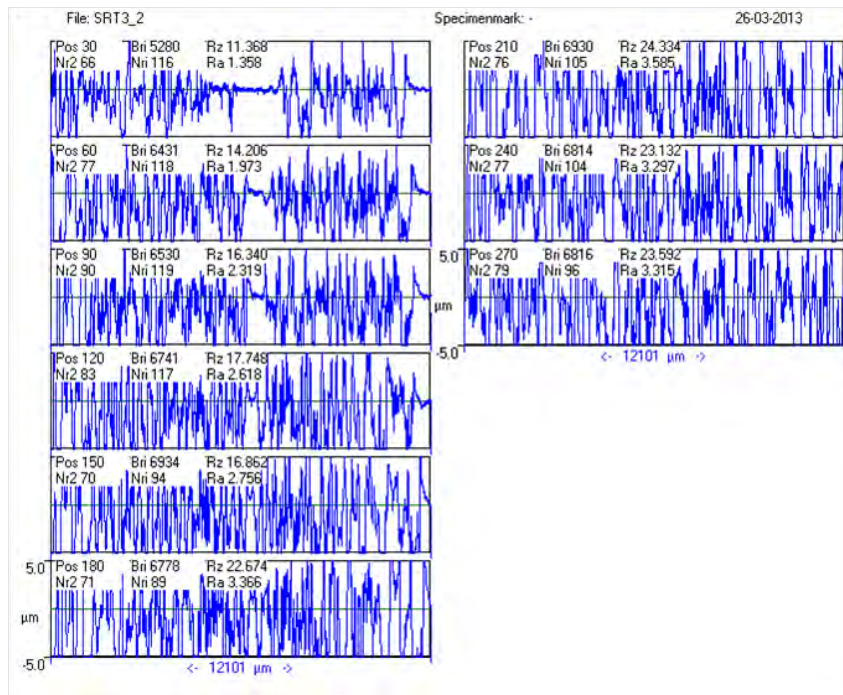 File: SRT3_2 Specimenmark: - 26-03-2013
Pos 30 Bri 5280 Rz 11.368
Nr2 66 Nri 116 Ra 1.358
Pos 60 Bri 6431 Rz 14.206
Nr2 77 Nri 118 Ra 1.973
Pos 90 Bri 6530 Rz 16.340
Nr2 90 Nri 119 Ra 2.319
Pos 120 Bri 6741 Rz 17.748
Nr2 83 Nri 117 Ra 2.618
Pos 150 Bri 6934 Rz 16.862
Nr2 70 Nri 94 Ra 2.756
5.0
Pos 180 Bri 6778 Rz 22.674
Nr2 71 Nri 89 Ra 3.366
µm
-5.0
<- 12101 µm ->
Pos 210 Bri 6930 Rz 24.334
Nr2 76 Nri 105 Ra 3.585
Pos 240 Bri 6814 Rz 23.132
Nr2 77 Nri 104 Ra 3.297
5.0
Pos 270 Bri 6816 Rz 23.592
Nr2 79 Nri 96 Ra 3.315
µm
-5.0
<- 12101 µm ->